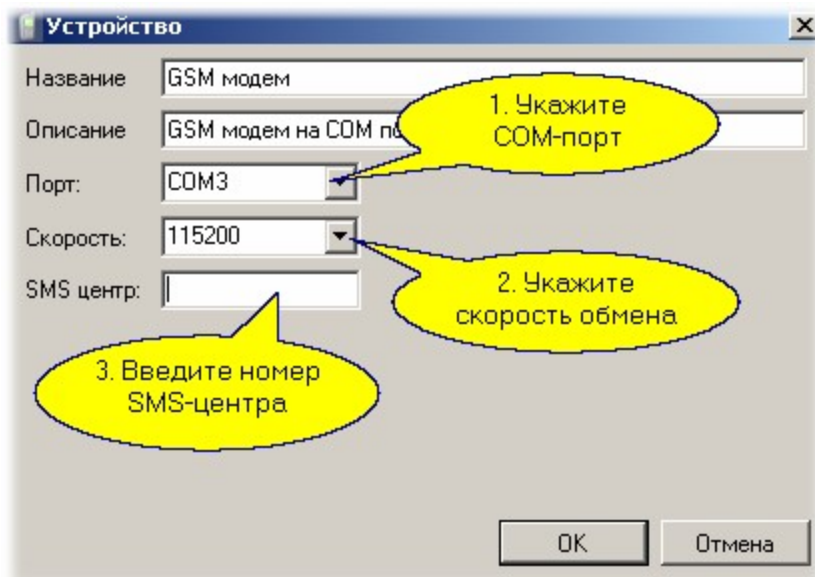 Устройство
Название GSM модем
Описание GSM модем на COM по
1. Укажите
COM-порт
Порт: COM3
Скорость: 115200
2. Укажите
скорость обмена
SMS центр:
3. Введите номер
SMS-центра
OK Отмена